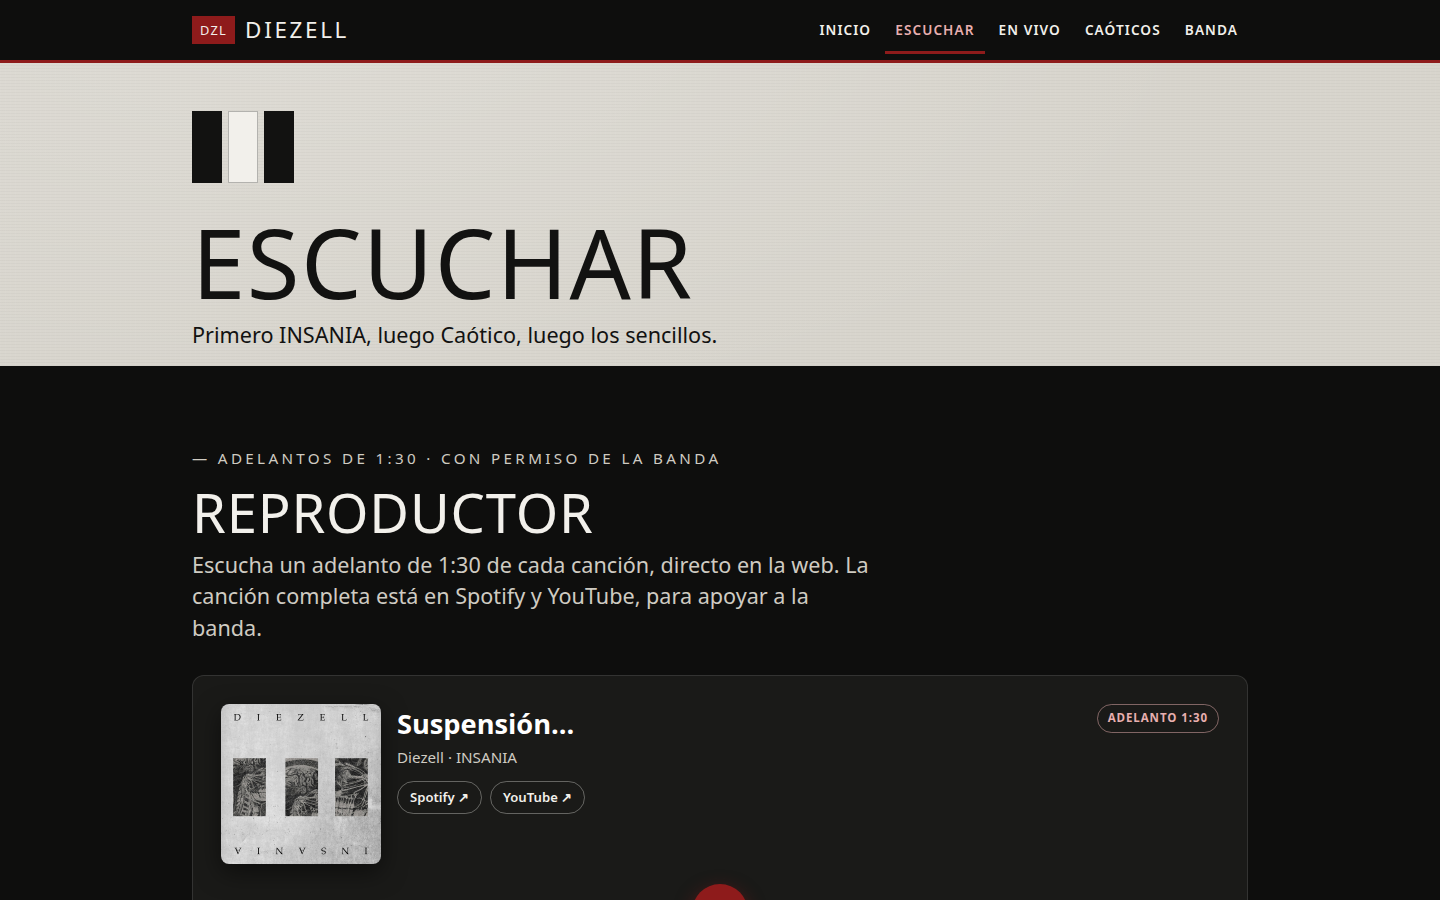 DZL DIEZELL
INICIO ESCUCHAR EN VIVO CAÓTICOS BANDA
ESCUCHAR
Primero INSANIA, luego Caótico, luego los sencillos.
— ADELANTOS DE 1:30 · CON PERMISO DE LA BANDA
REPRODUCTOR
Escucha un adelanto de 1:30 de cada canción, directo en la web. La
canción completa está en Spotify y YouTube, para apoyar a la
banda.
DIEZELL
INSANIA
Suspensión...
Diezell · INSANIA
Spotify ↗ YouTube ↗
ADELANTO 1:30